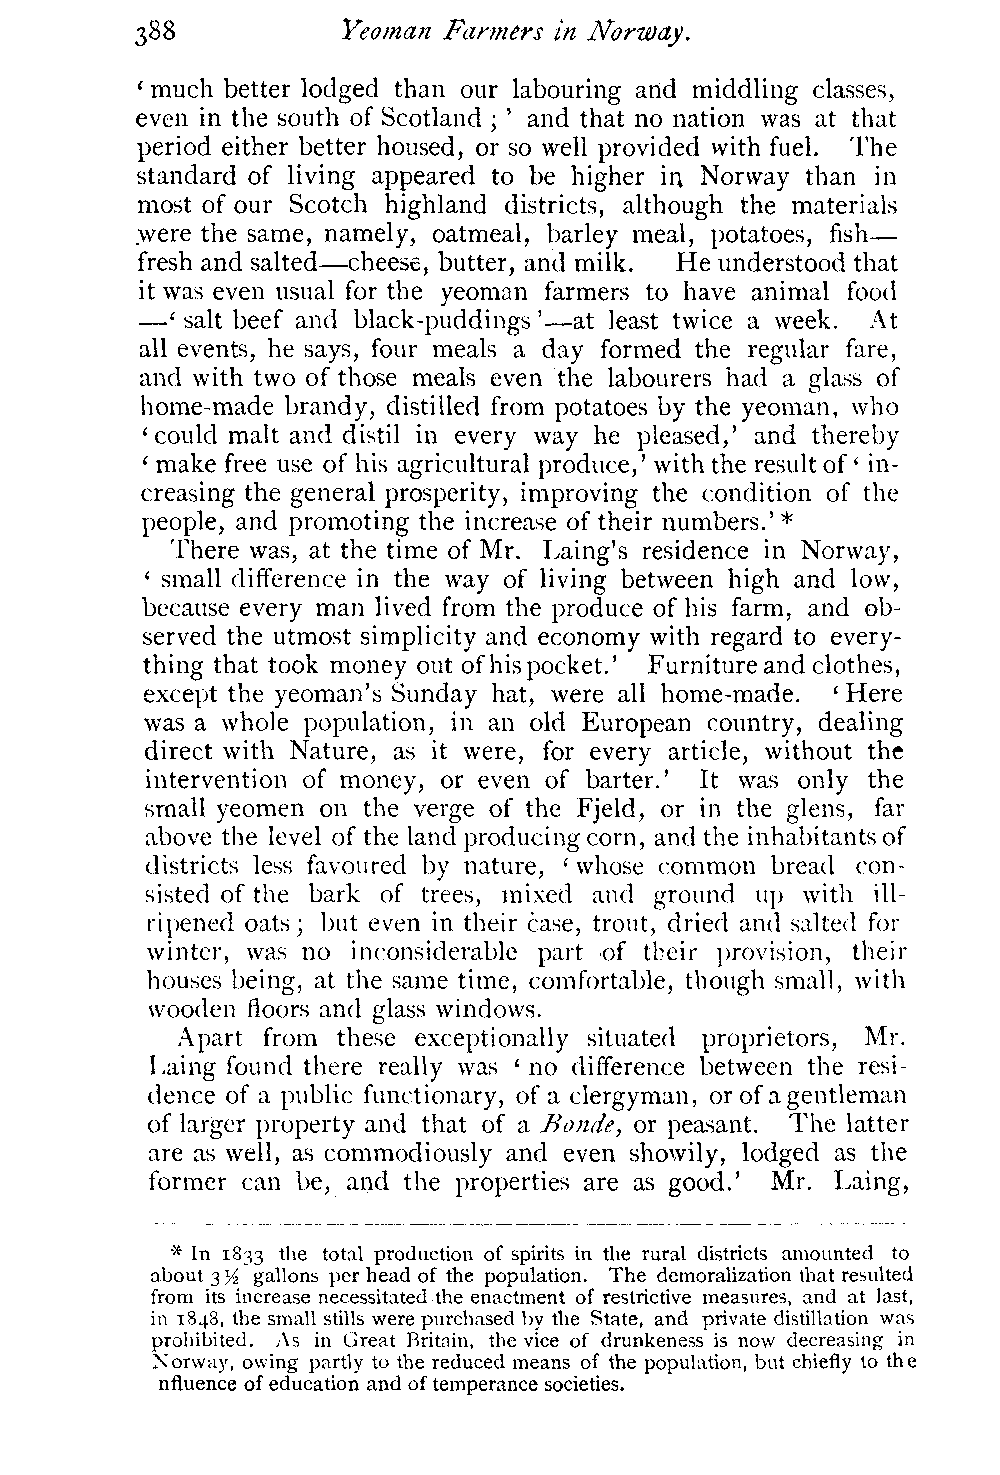 388 Yeoman Farmers in Norway.
‘ much better lodged than our labouring and middling classes,
even in the south of Scotland ; ’ and that no nation was at that
period either better housed, or so well provided with fuel. The
standard of living appeared to be higher in Norway than in
most of our Scotch highland districts, although the materials
were the same, namely, oatmeal, barley meal, potatoes, fish—
fresh and salted—cheese, butter, and milk. He understood that
it was even usual for the yeoman farmers to have animal food
—‘ salt beef and black-puddings ’—at least twice a week. At
all events, he says, four meals a day formed the regular fare,
and with two of those meals even the labourers had a glass of
home-made brandy, distilled from potatoes by the yeoman, who
‘ could malt and distil in every way he pleased,’ and thereby
‘ make free use of his agricultural produce,’ with the result of ‘ in-
creasing the general prosperity, improving the condition of the
people, and promoting the increase of their numbers.’ *
There was, at the time of Mr. Laing's residence in Norway,
‘ small difference in the way of living between high and low,
because every man lived from the produce of his farm, and ob-
served the utmost simplicity and economy with regard to every-
thing that took money out of his pocket.’ Furniture and clothes,
except the yeoman's Sunday hat, were all home-made. ‘ Here
was a whole population, in an old European country, dealing
direct with Nature, as it were, for every article, without the
intervention of money, or even of barter.’ It was only the
small yeomen on the verge of the Fjeld, or in the glens, far
above the level of the land producing corn, and the inhabitants of
districts less favoured by nature, ‘ whose common bread con-
sisted of the bark of trees, mixed and ground up with ill-
ripened oats ; but even in their case, trout, dried and salted for
winter, was no inconsiderable part of their provision, their
houses being, at the same time, comfortable, though small, with
wooden floors and glass windows.
Apart from these exceptionally situated proprietors, Mr.
Laing found there really was ‘ no difference between the resi-
dence of a public functionary, of a clergyman, or of a gentleman
of larger property and that of a Bonde, or peasant. The latter
are as well, as commodiously and even showily, lodged as the
former can be, and the properties are as good.’ Mr. Laing,
* In 1833 the total production of spirits in the rural districts amounted to
about 3½ gallons per head of the population. The demoralization that resulted
from its increase necessitated the enactment of restrictive measures, and at last,
in 1848, the small stills were purchased by the State, and private distillation was
prohibited. As in Great Britain, the vice of drunkeness is now decreasing in
Norway, owing partly to the reduced means of the population, but chiefly to the
nfluence of education and of temperance societies.